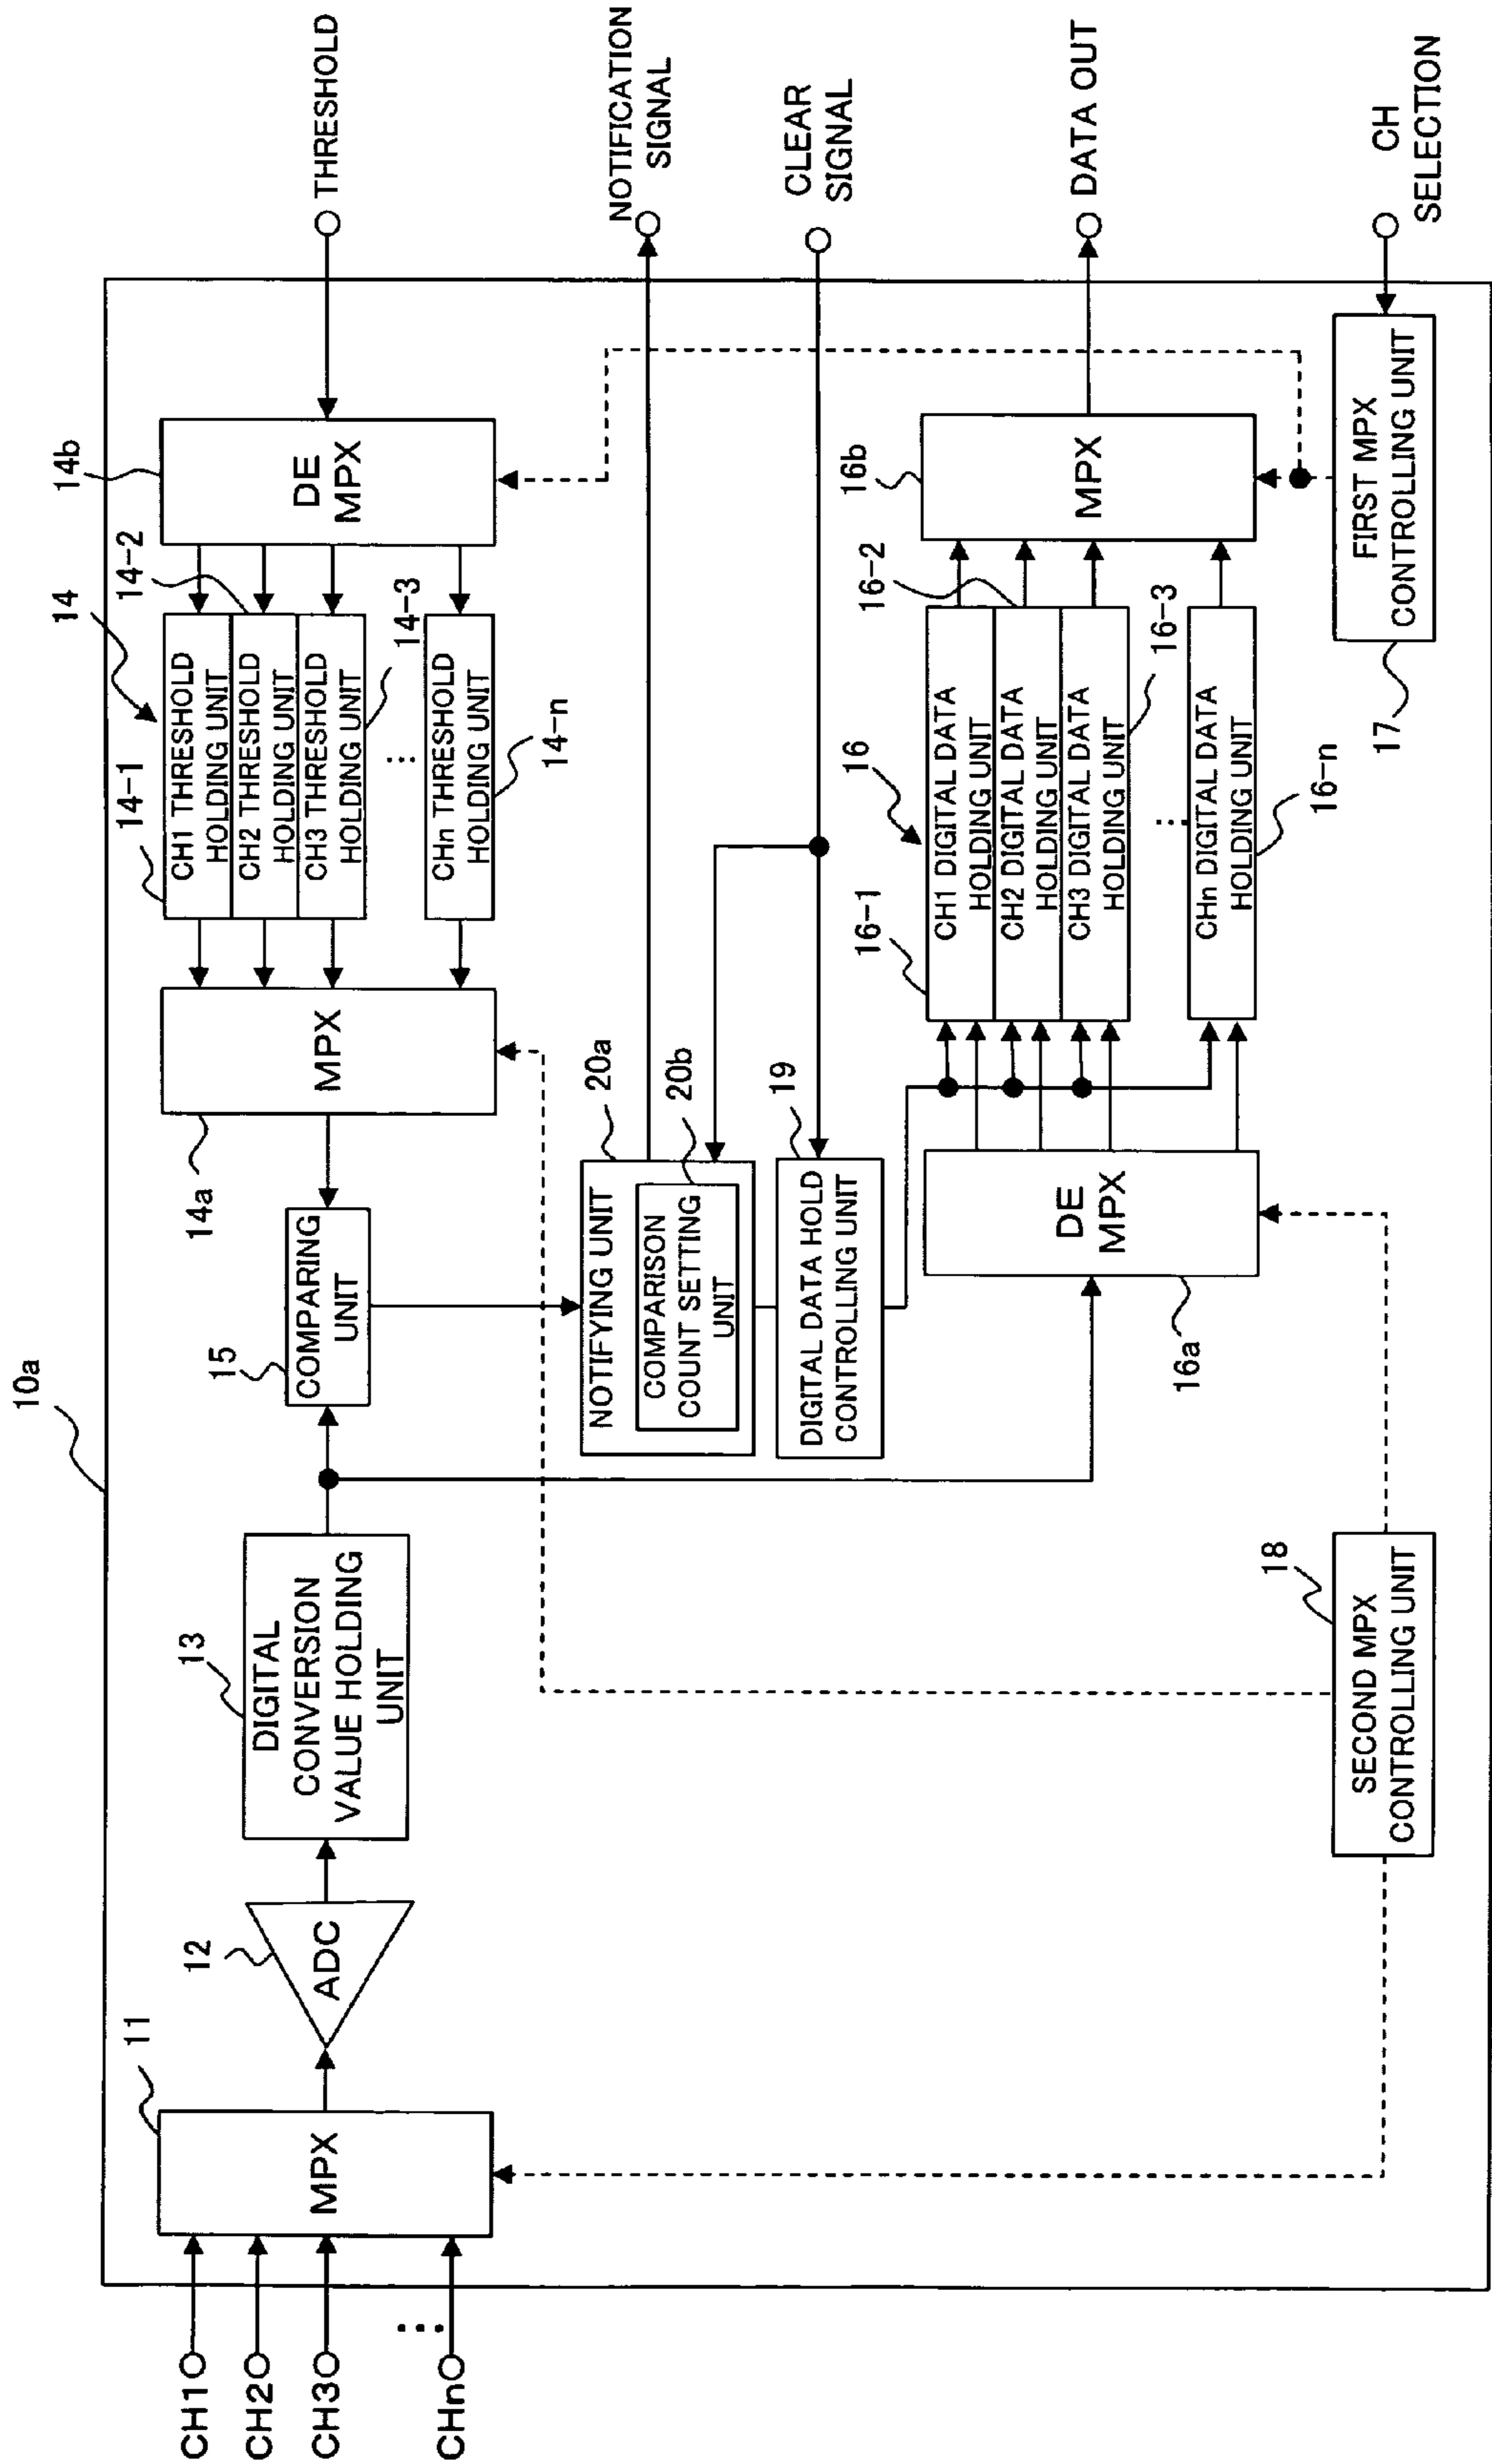 10a
CH1
CH2
CH3
⋮
CHn
11
MPX
12
ADC
13
DIGITAL
CONVERSION
VALUE HOLDING
UNIT
15
COMPARING
UNIT
14a
MPX
14-1
14
14-2
CH1 THRESHOLD
HOLDING UNIT
CH2 THRESHOLD
HOLDING UNIT
CH3 THRESHOLD
HOLDING UNIT
14-3
⋮
CHn THRESHOLD
HOLDING UNIT
14-n
14b
DE
MPX
THRESHOLD
20a
NOTIFYING UNIT
20b
COMPARISON
COUNT SETTING
UNIT
NOTIFICATION
SIGNAL
19
DIGITAL DATA HOLD
CONTROLLING UNIT
CLEAR
SIGNAL
DE
MPX
16a
16-1
16
16-2
CH1 DIGITAL DATA
HOLDING UNIT
CH2 DIGITAL DATA
HOLDING UNIT
CH3 DIGITAL DATA
HOLDING UNIT
16-3
⋮
CHn DIGITAL DATA
HOLDING UNIT
16-n
16b
MPX
DATA OUT
18
SECOND MPX
CONTROLLING UNIT
17
FIRST MPX
CONTROLLING UNIT
CH
SELECTION